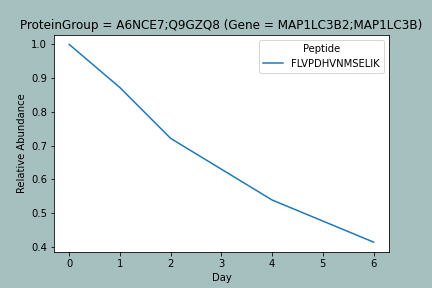 ProteinGroup = A6NCE7;Q9GZQ8 (Gene = MAP1LC3B2;MAP1LC3B)
Peptide
FLVPDHVNMSELIK
1.0
0.9
0.8
0.7
0.6
0.5
0.4
Relative Abundance
0 1 2 3 4 5 6
Day